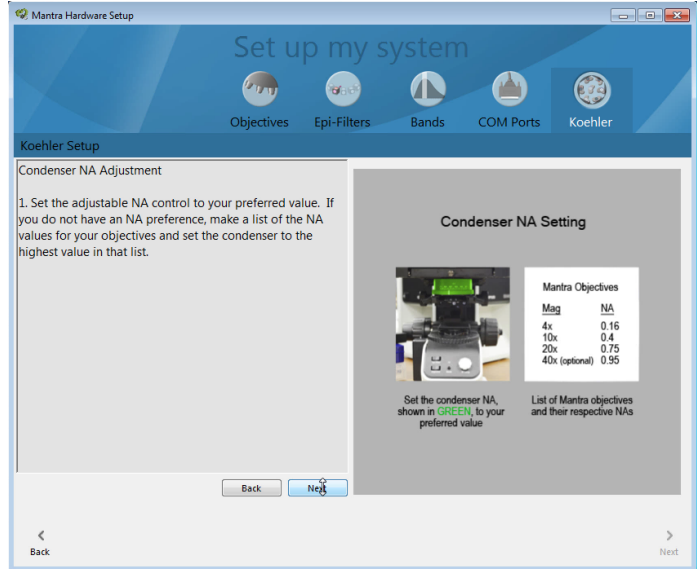 Mantra Hardware Setup
Set up my system
Objectives
Epi-Filters
Bands
COM Ports
Koehler
Koehler Setup
Condenser NA Adjustment
1. Set the adjustable NA control to your preferred value. If
you do not have an NA preference, make a list of the NA
values for your objectives and set the condenser to the
highest value in that list.
Condenser NA Setting
Mantra Objectives
Mag NA
4x 0.16
10x 0.4
20x 0.75
40x (optional) 0.95
Set the condenser NA,
shown in GREEN, to your
preferred value
List of Mantra objectives
and their respective NAs
Back
Next
Back
Next